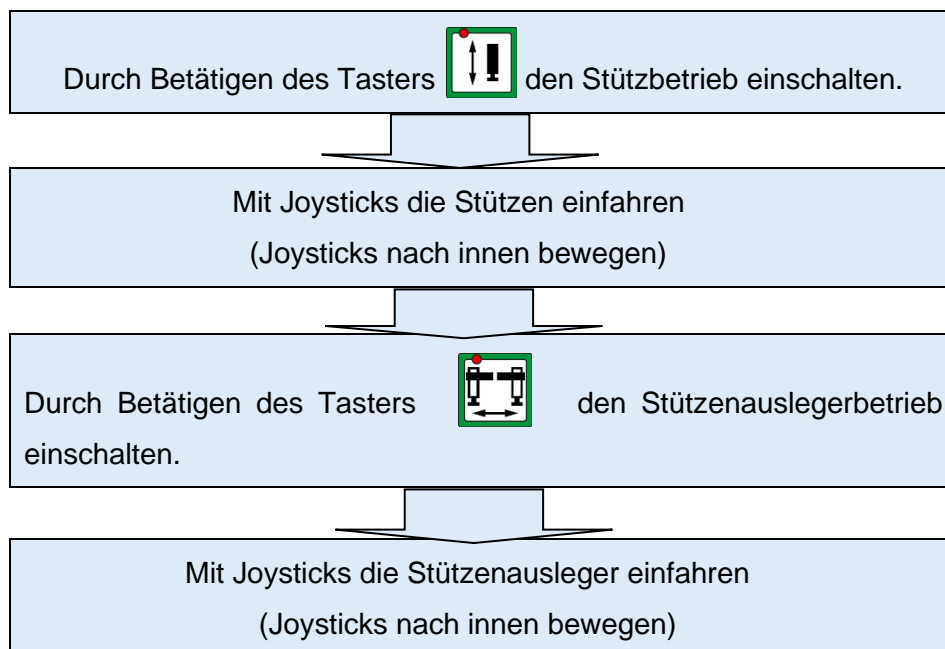 Durch Betätigen des Tasters den Stützbetrieb einschalten.
Mit Joysticks die Stützen einfahren
(Joysticks nach innen bewegen)
Durch Betätigen des Tasters den Stützenauslegerbetrieb
einschalten.
Mit Joysticks die Stützenausleger einfahren
(Joysticks nach innen bewegen)